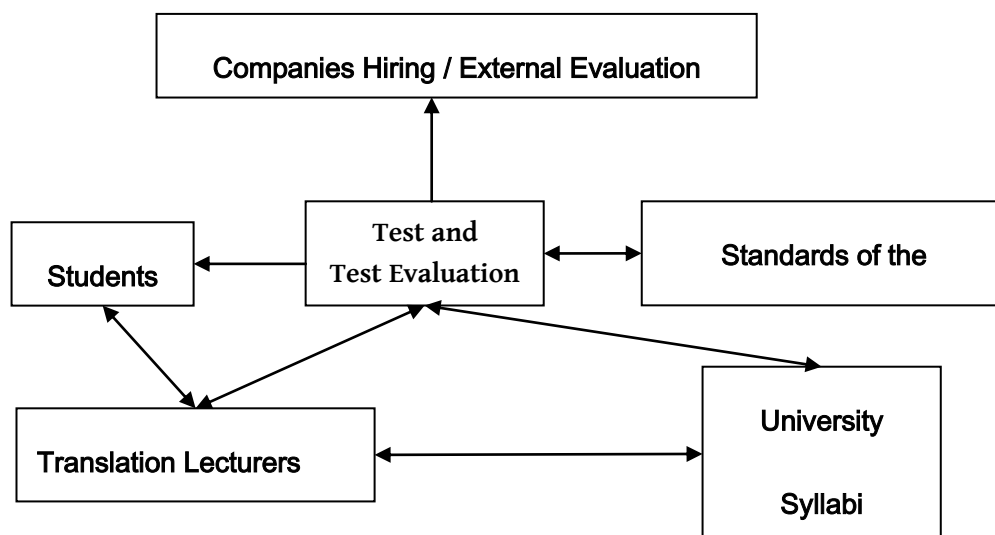 Companies Hiring / External Evaluation
Test and
Test Evaluation
Standards of the
Students
University
Translation Lecturers
Syllabi